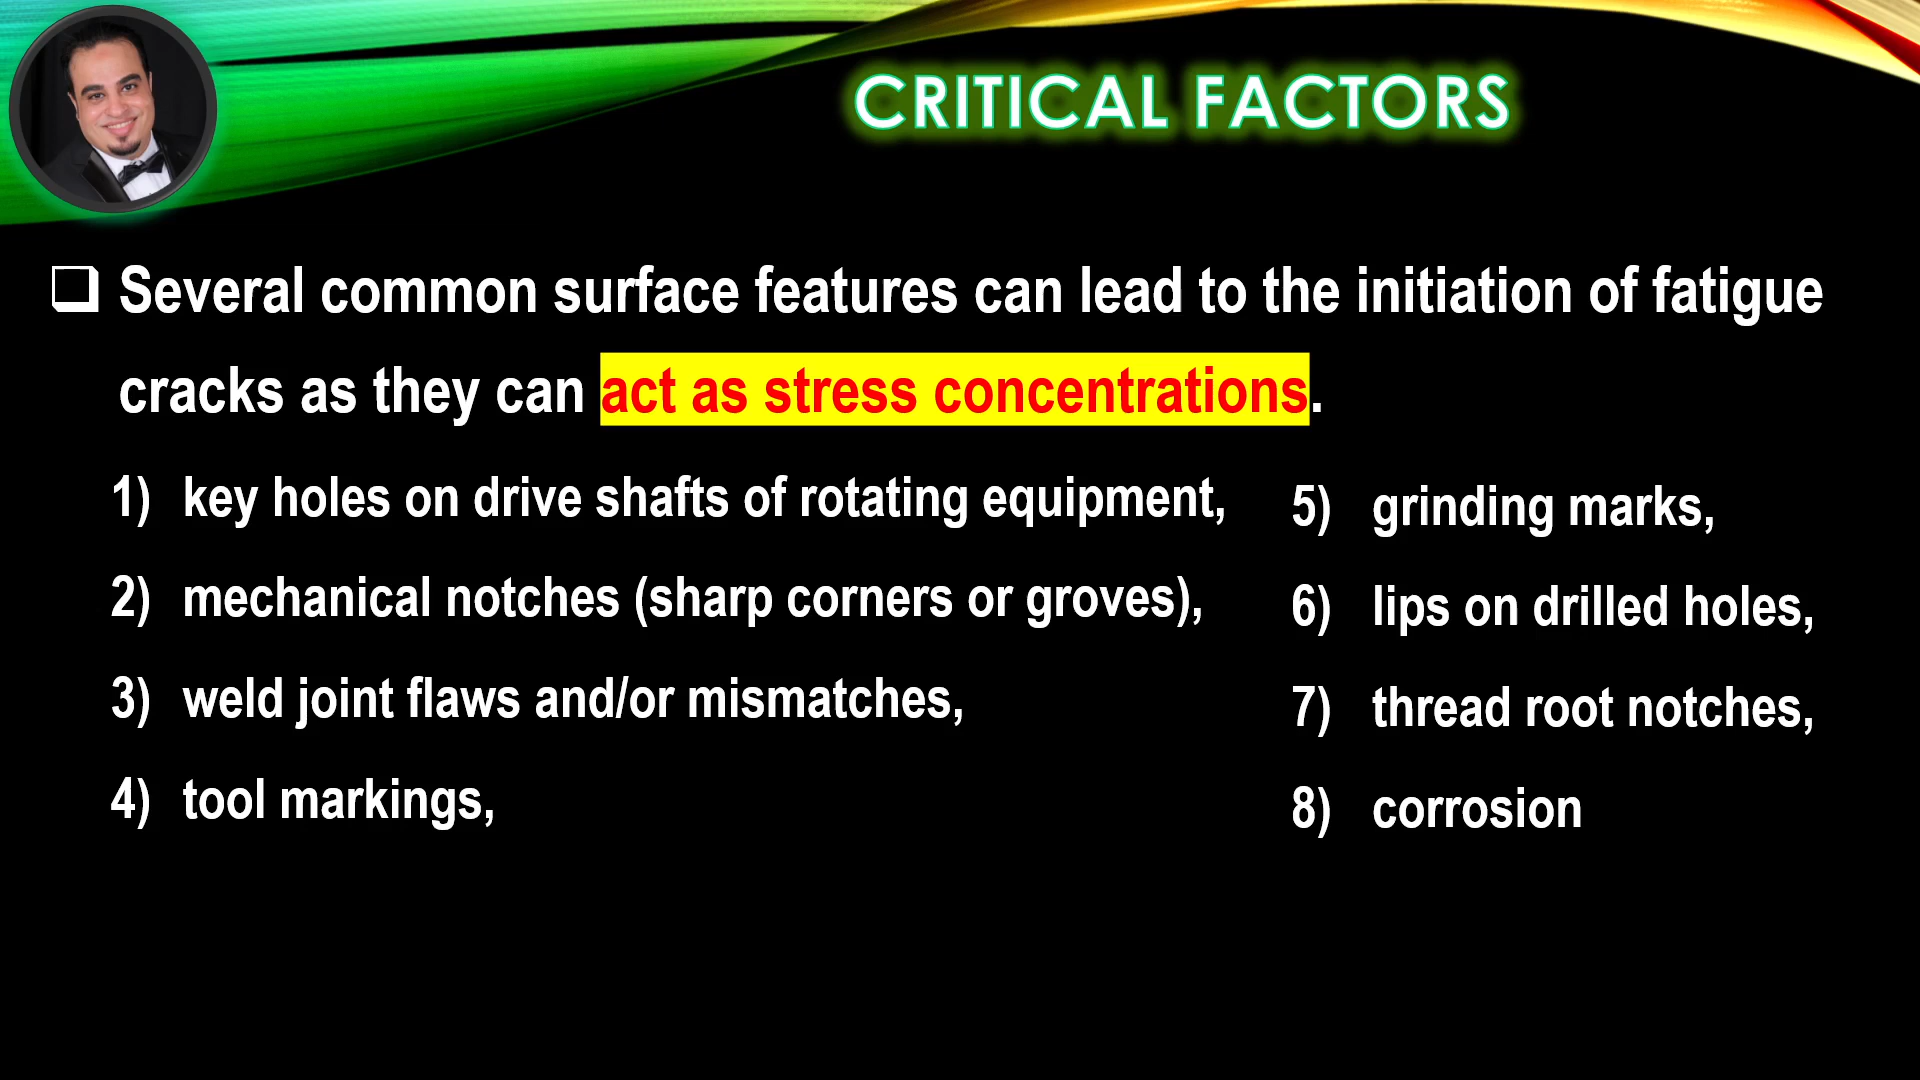 CRITICAL FACTORS
❑ Several common surface features can lead to the initiation of fatigue
cracks as they can act as stress concentrations.
1) key holes on drive shafts of rotating equipment,
2) mechanical notches (sharp corners or groves),
3) weld joint flaws and/or mismatches,
4) tool markings,
5) grinding marks,
6) lips on drilled holes,
7) thread root notches,
8) corrosion